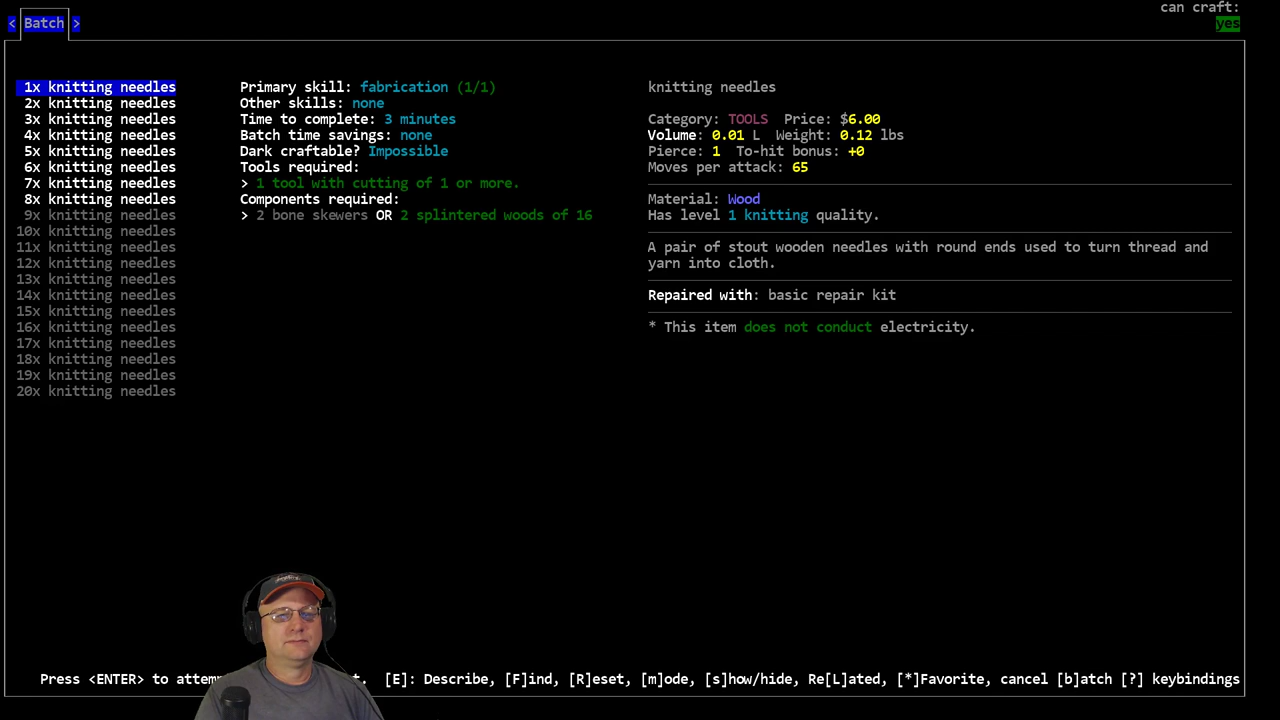 can craft:
< Batch >
yes
1x knitting needles
2x knitting needles
3x knitting needles
4x knitting needles
5x knitting needles
6x knitting needles
7x knitting needles
8x knitting needles
9x knitting needles
10x knitting needles
11x knitting needles
12x knitting needles
13x knitting needles
14x knitting needles
15x knitting needles
16x knitting needles
17x knitting needles
18x knitting needles
19x knitting needles
20x knitting needles
Primary skill: fabrication (1/1)
Other skills: none
Time to complete: 3 minutes
Batch time savings: none
Dark craftable? Impossible
Tools required:
> 1 tool with cutting of 1 or more.
Components required:
> 2 bone skewers OR 2 splintered woods of 16
knitting needles
Category: TOOLS Price: $6.00
Volume: 0.01 L Weight: 0.12 lbs
Pierce: 1 To-hit bonus: +0
Moves per attack: 65
Material: Wood
Has level 1 knitting quality.
A pair of stout wooden needles with round ends used to turn thread and
yarn into cloth.
Repaired with: basic repair kit
* This item does not conduct electricity.
Press <ENTER> to attem t. [E]: Describe, [F]ind, [R]eset, [m]ode, [s]how/hide, Re[L]ated, [*]Favorite, cancel [b]atch [?] keybindings